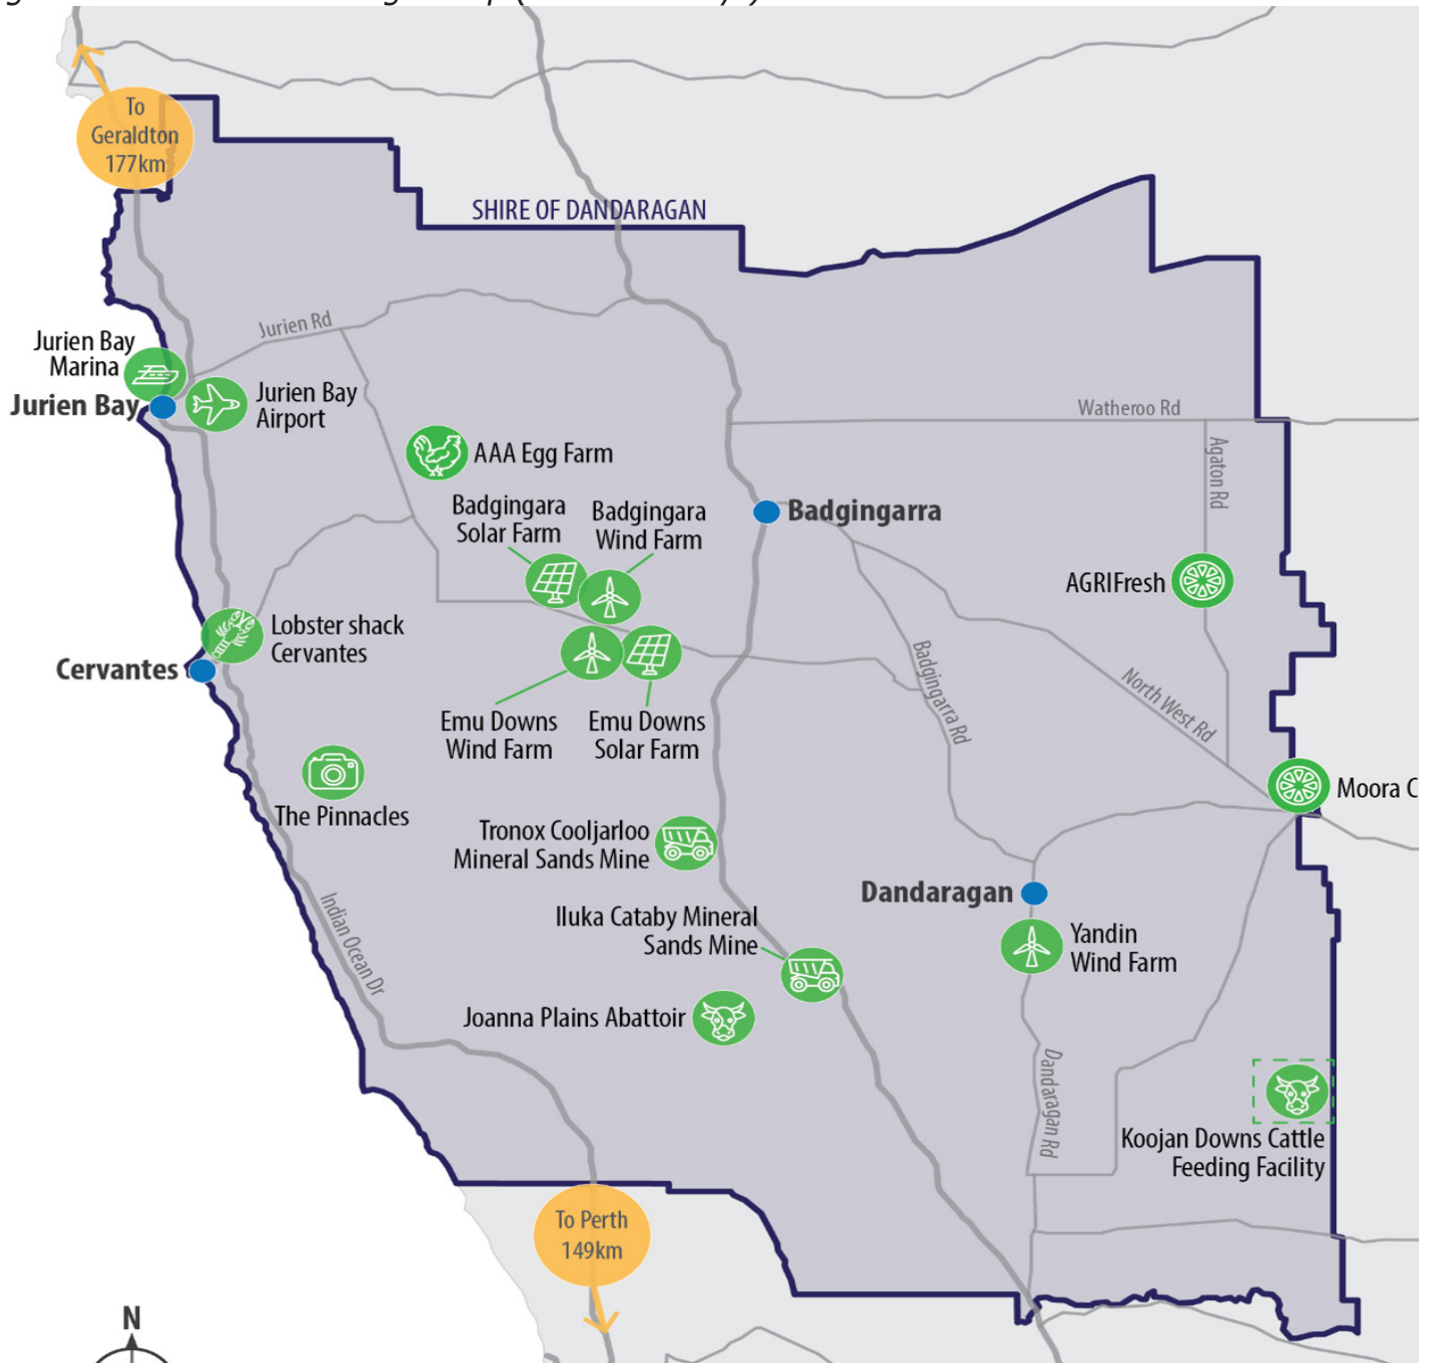 To
Geraldton
177km
SHIRE OF DANDARAGAN
Jurien Rd
Jurien Bay
Marina
Jurien Bay
Jurien Bay
Airport
Watheroo Rd
Agaton Rd
AAA Egg Farm
Badgingara
Solar Farm
Badgingara
Wind Farm
Badgingarra
AGRIFresh
Lobster shack
Cervantes
Cervantes
Badgingarra Rd
North West Rd
Emu Downs
Wind Farm
Emu Downs
Solar Farm
The Pinnacles
Moora C
Tronox Cooljarloo
Mineral Sands Mine
Dandaragan
Indian Ocean Dr
Iluka Cataby Mineral
Sands Mine
Yandin
Wind Farm
Joanna Plains Abattoir
Dandaragan Rd
Koojan Downs Cattle
Feeding Facility
To Perth
149km
N